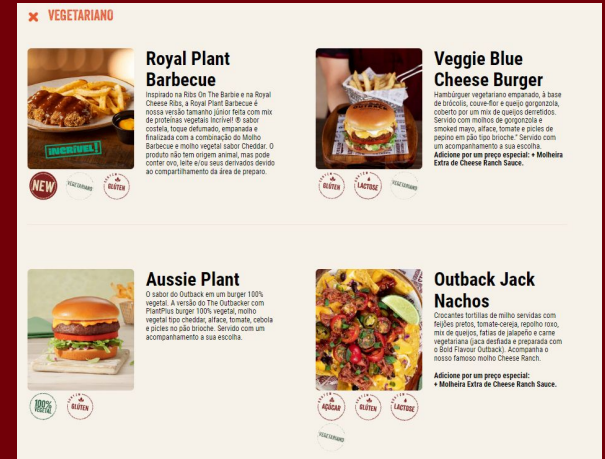 VEGETARIANO
Royal Plant
Barbecue
Inspirado na Ribs On The Barbie e na Royal
Cheese Ribs, a Royal Plant Barbecue é
nossa versão tamanho júnior feita com mix
de proteínas vegetais Incrível! ® sabor
costela, toque defumado, empanada e
finalizada com a combinação do Molho
Barbecue e molho vegetal sabor Cheddar. O
produto não tem origem animal, mas pode
conter ovo, leite e/ou seus derivados devido
ao compartilhamento da área de preparo.
INCRÍVEL!
NEW
VEGETARIANO
GLÚTEN
Veggie Blue
Cheese Burger
Hambúrguer vegetariano empanado, à base
de brócolis, couve-flor e queijo gorgonzola,
coberto por um mix de queijos derretidos.
Servido com molhos de gorgonzola e
smoked mayo, alface, tomate e picles de
pepino em pão tipo brioche." Servido com
um acompanhamento a sua escolha.
Adicione por um preço especial: + Molheira
Extra de Cheese Ranch Sauce.
GLÚTEN
LACTOSE
VEGETARIANO
Aussie Plant
O sabor do Outback em um burger 100%
vegetal. A versão do The Outbacker com
PlantPlus burger 100% vegetal, molho
vegetal tipo cheddar, alface, tomate, cebola
e picles no pão brioche. Servido com um
acompanhamento a sua escolha.
100%
VEGETAL
GLÚTEN
Outback Jack
Nachos
Crocantes tortillas de milho servidas com
feijões pretos, tomate-cereja, repolho roxo,
mix de queijos, fatias de jalapeño e carne
vegetariana (jaca desfiada e preparada com
o Bold Flavour Outback). Acompanha o
nosso famoso molho Cheese Ranch.
Adicione por um preço especial:
+ Molheira Extra de Cheese Ranch Sauce.
AÇÚCAR
GLÚTEN
LACTOSE
VEGETARIANO